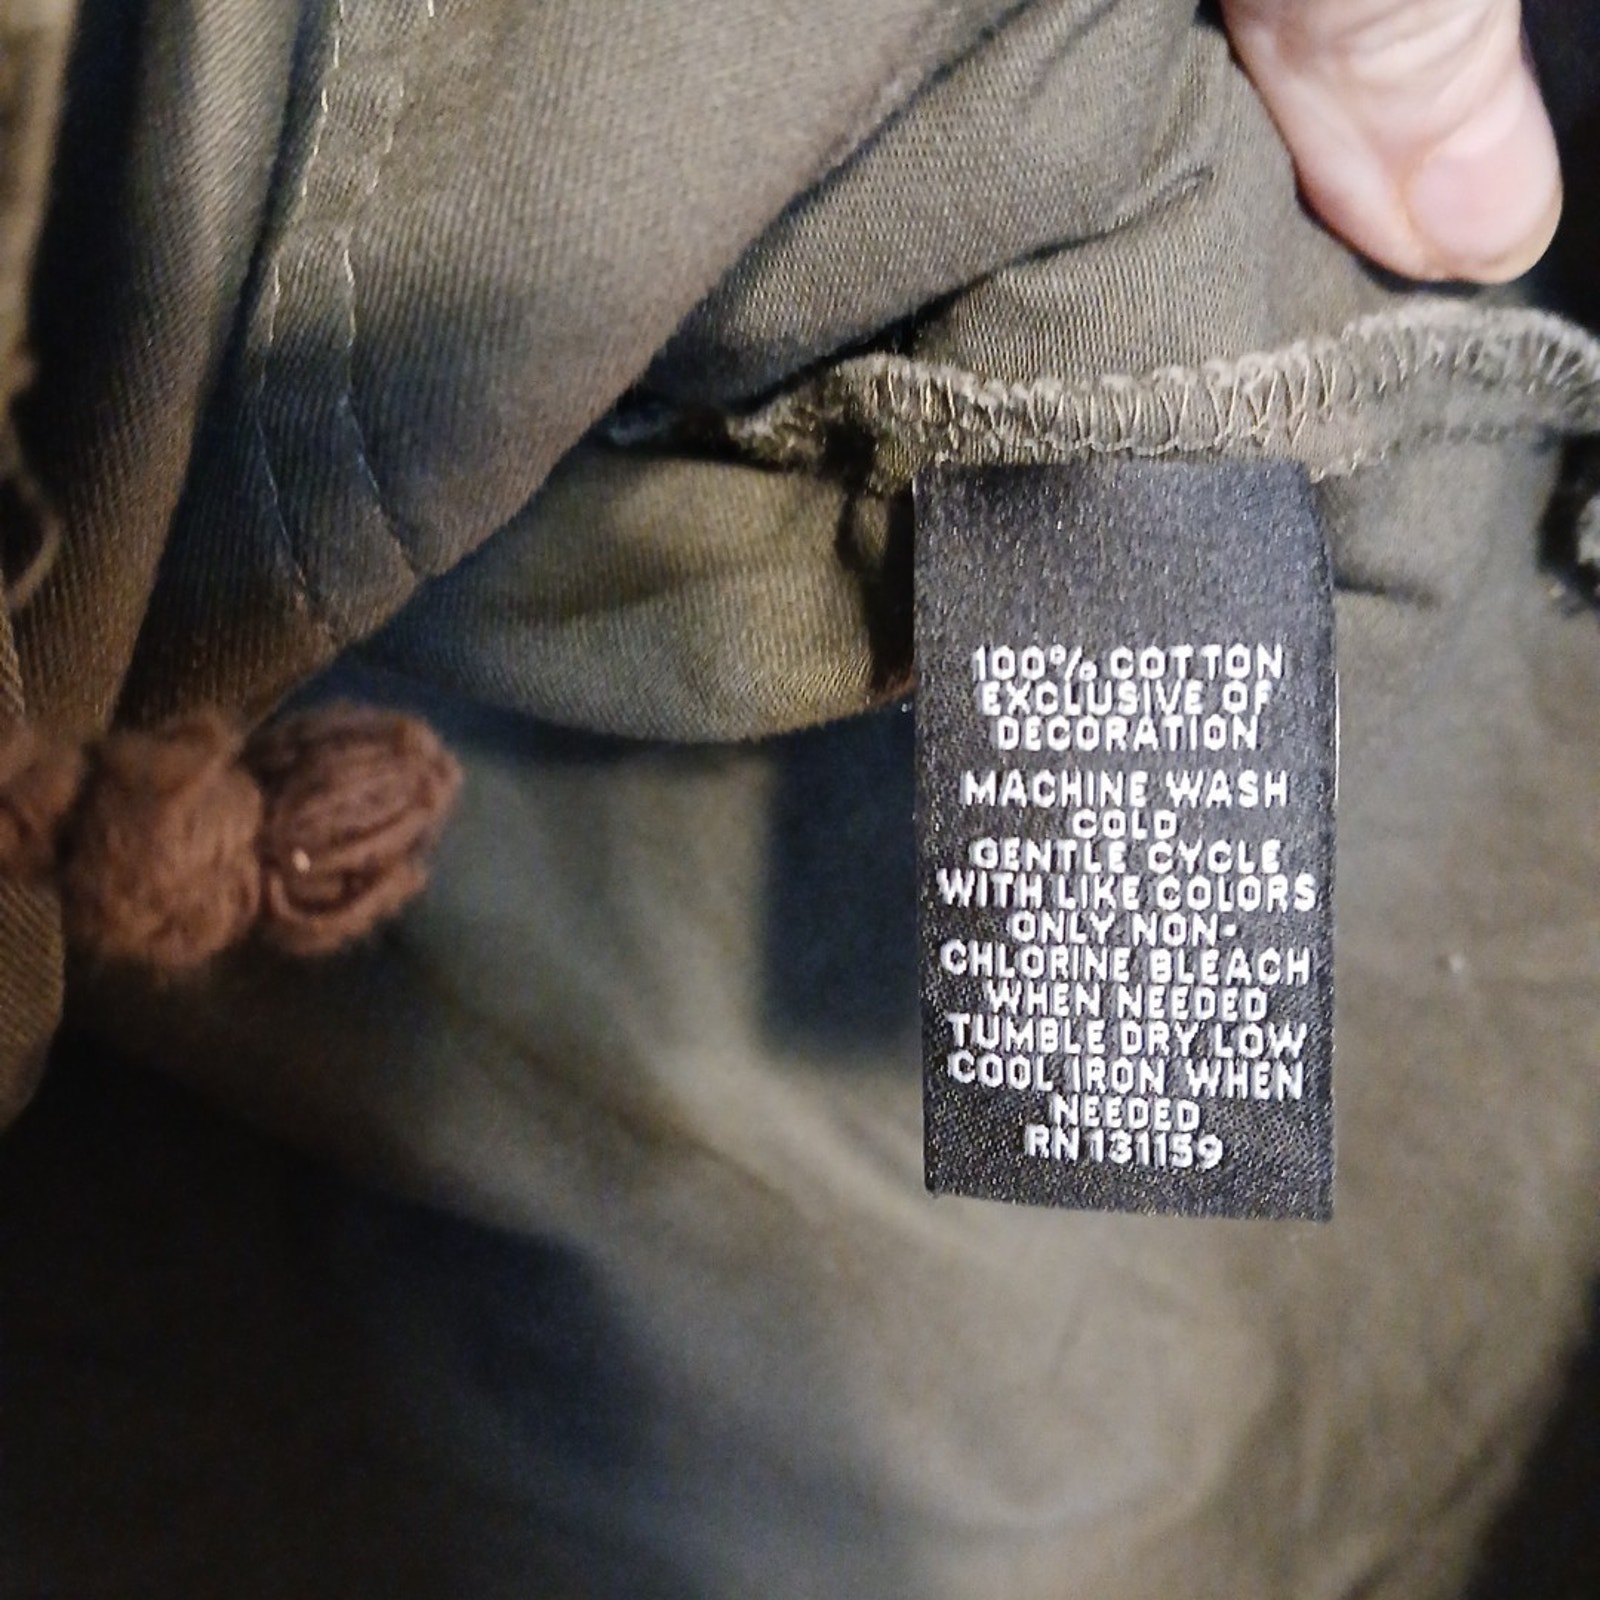 100% COTTON
EXCLUSIVE OF
DECORATION
MACHINE WASH
COLD
GENTLE CYCLE
WITH LIKE COLORS
ONLY NON-
CHLORINE BLEACH
WHEN NEEDED
TUMBLE DRY LOW
COOL IRON WHEN
NEEDED
RN 131159